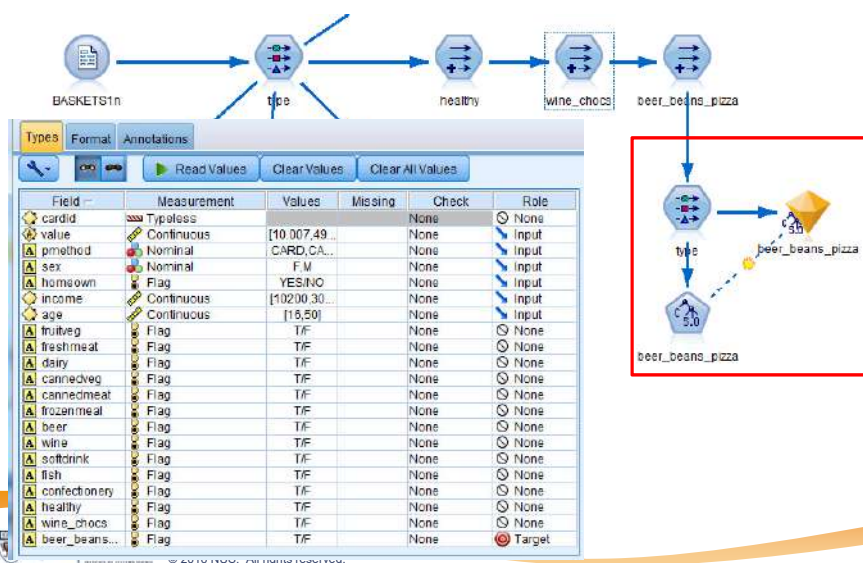 BASKETS1n
type
healthy
wine_chocs
beer_beans_pizza
Types Format Annotations
Read Values Clear Values Clear All Values
Field Measurement Values Missing Check Role
cardid Typeless None None
value Continuous [10.007,49... None Input
pmethod Nominal CARD,CA... None Input
sex Nominal F,M None Input
homeown Flag YES/NO None Input
income Continuous [10200,30... None Input
age Continuous [16,50] None Input
fruitveg Flag T/F None None
freshmeat Flag T/F None None
dairy Flag T/F None None
cannedveg Flag T/F None None
cannedmeat Flag T/F None None
frozenmeal Flag T/F None None
beer Flag T/F None None
wine Flag T/F None None
softdrink Flag T/F None None
fish Flag T/F None None
confectionery Flag T/F None None
healthy Flag T/F None None
wine_chocs Flag T/F None None
beer_beans... Flag T/F None Target
type
5.0
beer_beans_pizza
5.0
beer_beans_pizza
All rights reserved.